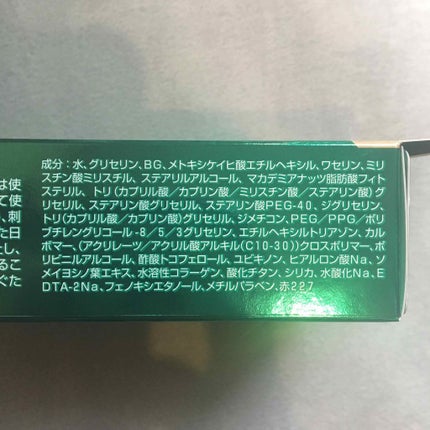 成分：水、グリセリン、BG、メトキシケイヒ酸エチルヘキシル、ワセリン、ミリ
スチン酸ミリスチル、ステアリルアルコール、マカデミアナッツ脂肪酸フィト
ステリル、トリ(カプリル酸／カプリン酸／ミリスチン酸／ステアリン酸)グ
リセリル、ステアリン酸グリセリル、ステアリン酸PEG-40、ジグリセリン、
トリ(カプリル酸／カプリン酸)グリセリル、ジメチコン、PEG／PPG／ポリ
ブチレングリコール-8／5／3グリセリン、エチルヘキシルトリアゾン、カル
ボマー、(アクリレーツ／アクリル酸アルキル(C10-30))クロスポリマー、ポ
リビニルアルコール、酢酸トコフェロール、ユビキノン、ヒアルロン酸Na、ソ
メイヨシノ葉エキス、水溶性コラーゲン、酸化チタン、シリカ、水酸化Na、E
DTA-2Na、フェノキシエタノール、メチルパラベン、赤227
は使
て使
、刺
た日
とし、
るこ
ぐた